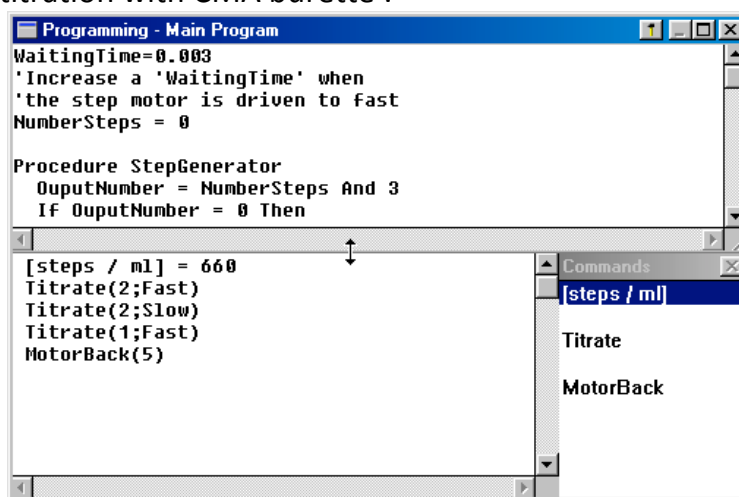 titration with CMA burette .
Programming - Main Program
WaitingTime=0.003
'Increase a 'WaitingTime' when
'the step motor is driven to fast
NumberSteps = 0
Procedure StepGenerator
OuputNumber = NumberSteps And 3
If OuputNumber = 0 Then
[steps / ml] = 660
Titrate(2;Fast)
Titrate(2;Slow)
Titrate(1;Fast)
MotorBack(5)
Commands
[steps / ml]
Titrate
MotorBack